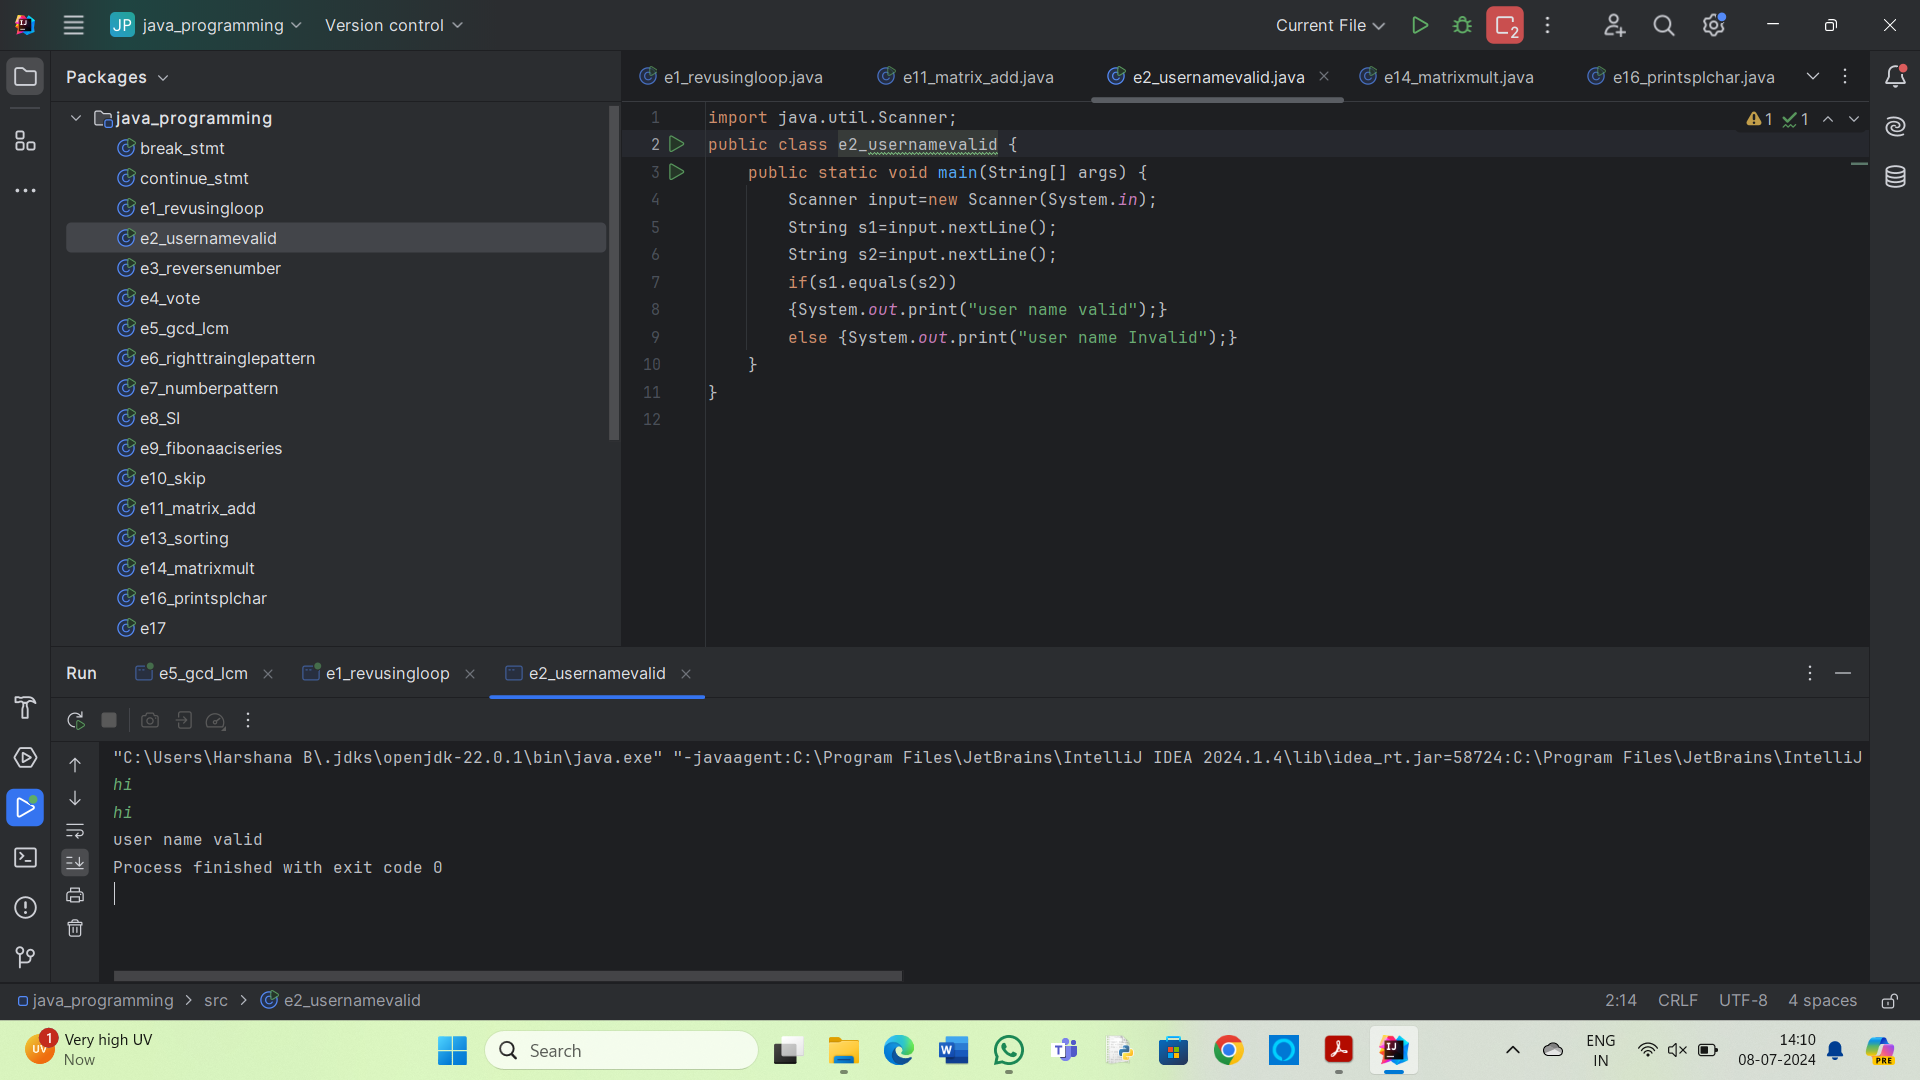 JP java_programming
Version control
Current File
2
Packages
java_programming
break_stmt
continue_stmt
e1_revusingloop
e2_usernamevalid
e3_reversenumber
e4_vote
e5_gcd_lcm
e6_righttrainglepattern
e7_numberpattern
e8_SI
e9_fibonaaciseries
e10_skip
e11_matrix_add
e13_sorting
e14_matrixmult
e16_printsplchar
e17
e1_revusingloop.java
e11_matrix_add.java
e2_usernamevalid.java
e14_matrixmult.java
e16_printsplchar.java
1 1
1 import java.util.Scanner;
2 public class e2_usernamevalid {
3 public static void main(String[] args) {
4 Scanner input=new Scanner(System.in);
5 String s1=input.nextLine();
6 String s2=input.nextLine();
7 if(s1.equals(s2))
8 {System.out.print("user name valid");}
9 else {System.out.print("user name Invalid");}
10 }
11 }
12
Run
e5_gcd_lcm
e1_revusingloop
e2_usernamevalid
"C:\Users\Harshana B\.jdks\openjdk-22.0.1\bin\java.exe" "-javaagent:C:\Program Files\JetBrains\IntelliJ IDEA 2024.1.4\lib\idea_rt.jar=58724:C:\Program Files\JetBrains\IntelliJ
hi
hi
user name valid
Process finished with exit code 0
java_programming > src > e2_usernamevalid
2:14 CRLF UTF-8 4 spaces
UV 1
Very high UV
Now
Search
ENG
IN
14:10
08-07-2024
PRE